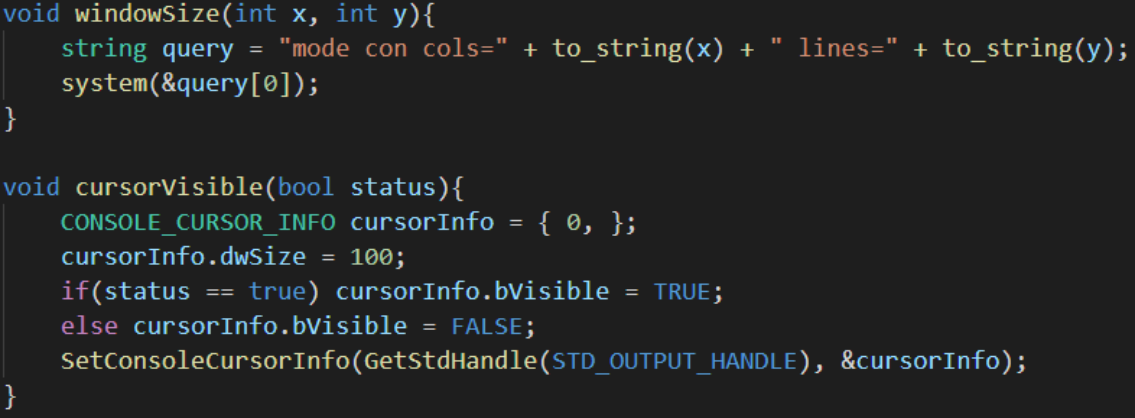 void windowSize(int x, int y){
    string query = "mode con cols=" + to_string(x) + " lines=" + to_string(y);
    system(&query[0]);
}

void cursorVisible(bool status){
    CONSOLE_CURSOR_INFO cursorInfo = { 0, };
    cursorInfo.dwSize = 100;
    if(status == true) cursorInfo.bVisible = TRUE;
    else cursorInfo.bVisible = FALSE;
    SetConsoleCursorInfo(GetStdHandle(STD_OUTPUT_HANDLE), &cursorInfo);
}